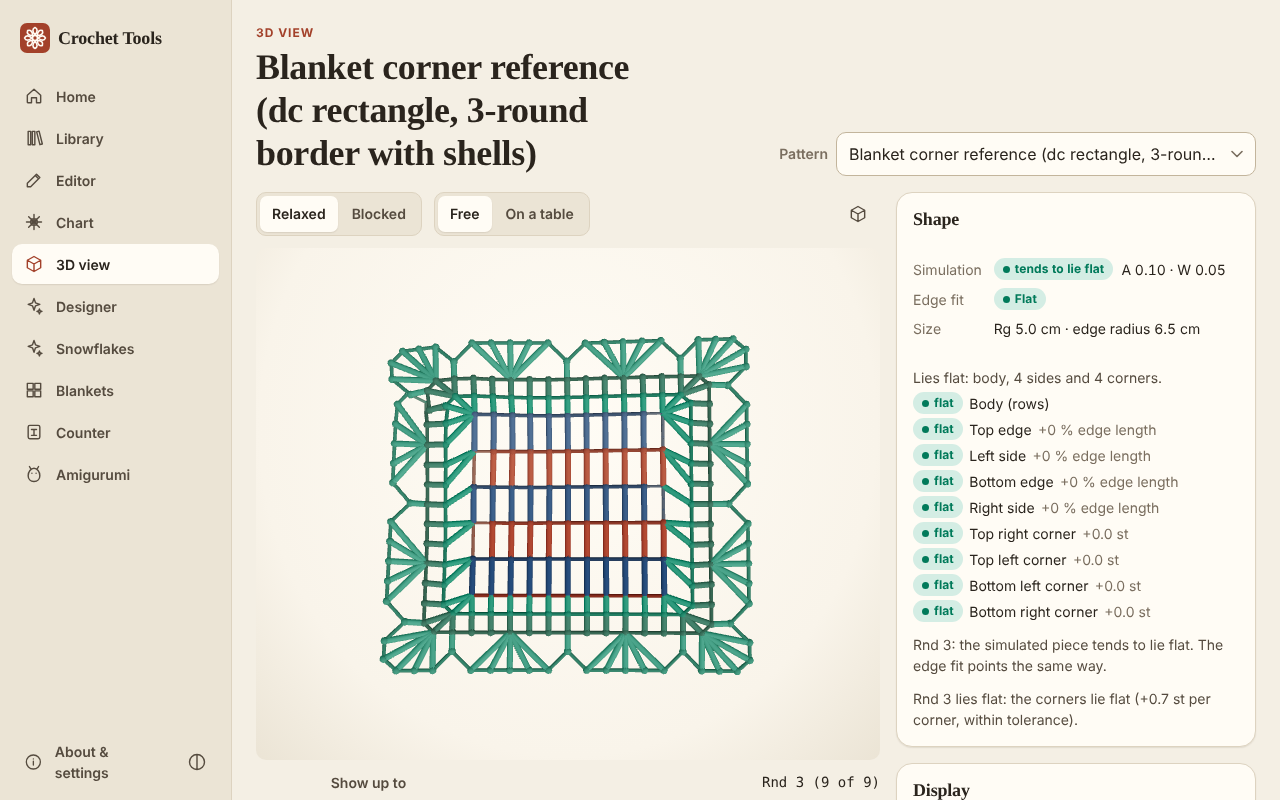 Crochet Tools
Home
Library
Editor
Chart
3D view
Designer
Snowflakes
Blankets
Counter
Amigurumi
About &
settings
3D VIEW
Blanket corner reference
(dc rectangle, 3-round
border with shells)
Pattern
Blanket corner reference (dc rectangle, 3-roun...
Relaxed Blocked
Free On a table
Show up to
Rnd 3 (9 of 9)
Shape
Simulation tends to lie flat A 0.10 · W 0.05
Edge fit Flat
Size Rg 5.0 cm · edge radius 6.5 cm
Lies flat: body, 4 sides and 4 corners.
flat Body (rows)
flat Top edge +0 % edge length
flat Left side +0 % edge length
flat Bottom edge +0 % edge length
flat Right side +0 % edge length
flat Top right corner +0.0 st
flat Top left corner +0.0 st
flat Bottom left corner +0.0 st
flat Bottom right corner +0.0 st
Rnd 3: the simulated piece tends to lie flat. The
edge fit points the same way.
Rnd 3 lies flat: the corners lie flat (+0.7 st per
corner, within tolerance).
Display